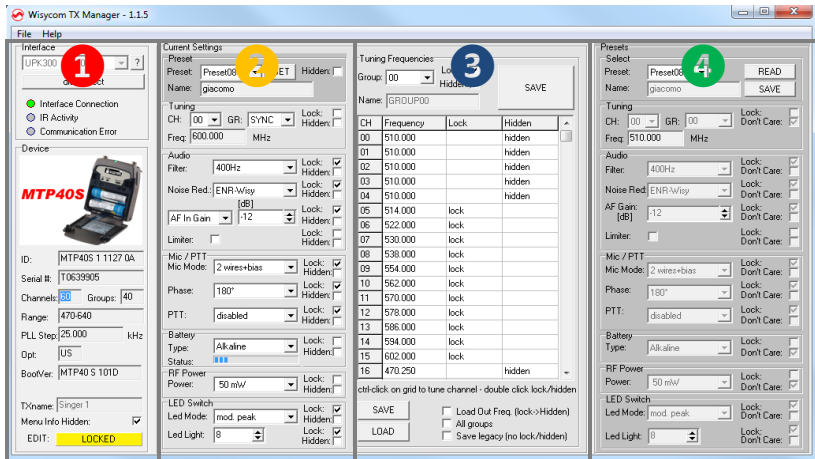 Wisycom TX Manager - 1.1.5
File Help
Interface
UPK300
?
1
Interface Connection
IR Activity
Communication Error
Device
MTP40S
ID: MTP40S 1 1127 0A
Serial #: T0639905
Channels: 60 Groups: 40
Range: 470-640
PLL Step: 25.000 kHz
Opt: US
BootVer: MTP40 S 101D
TXname: Singer 1
Menu Info Hidden:
EDIT: LOCKED
Current Settings
2
Preset
Preset: Preset08 Hidden:
Name: giacomo
Tuning
CH: 00 GR: SYNC Lock:
Hidden:
Freq: 600.000 MHz
Audio
Filter: 400Hz Lock:
Hidden:
Noise Red.: ENR-Wisy Lock:
Hidden:
[dB]
AF In Gain -12 Lock:
Hidden:
Limiter: Lock:
Hidden:
Mic / PTT
Mic Mode: 2 wires+bias Lock:
Hidden:
Phase: 180° Lock:
Hidden:
PTT: disabled Lock:
Hidden:
Battery
Type: Alkaline Lock:
Hidden:
Status:
RF Power
Power: 50 mW Lock:
Hidden:
LED Switch
Led Mode: mod. peak Lock:
Hidden:
Led Light: 8 Lock:
Hidden:
3
Tuning Frequencies
Group: 00
SAVE
Name: GROUP00
CH Frequency Lock Hidden
00 510.000 hidden
01 510.000 hidden
02 510.000 hidden
03 510.000 hidden
04 510.000 hidden
05 514.000 lock
06 522.000 lock
07 530.000 lock
08 538.000 lock
09 554.000 lock
10 562.000 lock
11 570.000 lock
12 578.000 lock
13 586.000 lock
14 594.000 lock
15 602.000 lock
16 470.250 hidden
ctrl-click on grid to tune channel - double click lock/hidden
SAVE
LOAD
Load Out Freq. (lock->Hidden)
All groups
Save legacy (no lock/hidden)
Presets
4
Select
Preset: Preset08 READ
Name: giacomo SAVE
Tuning
CH: 00 GR: 00 Lock:
Don't Care:
Freq: 510.000 MHz
Audio
Filter: 400Hz Lock:
Don't Care:
Noise Red: ENR-Wisy Lock:
Don't Care:
AF Gain: -12 Lock:
[dB] Don't Care:
Limiter: Lock:
Don't Care:
Mic / PTT
Mic Mode: 2 wires+bias Lock:
Don't Care:
Phase: 180° Lock:
Don't Care:
PTT: disabled Lock:
Don't Care:
Battery
Type: Alkaline Lock:
Don't Care:
RF Power
Power: 50 mW Lock:
Don't Care:
LED Switch
Led Mode: mod. peak Lock:
Don't Care:
Led Light: 8 Lock:
Don't Care: